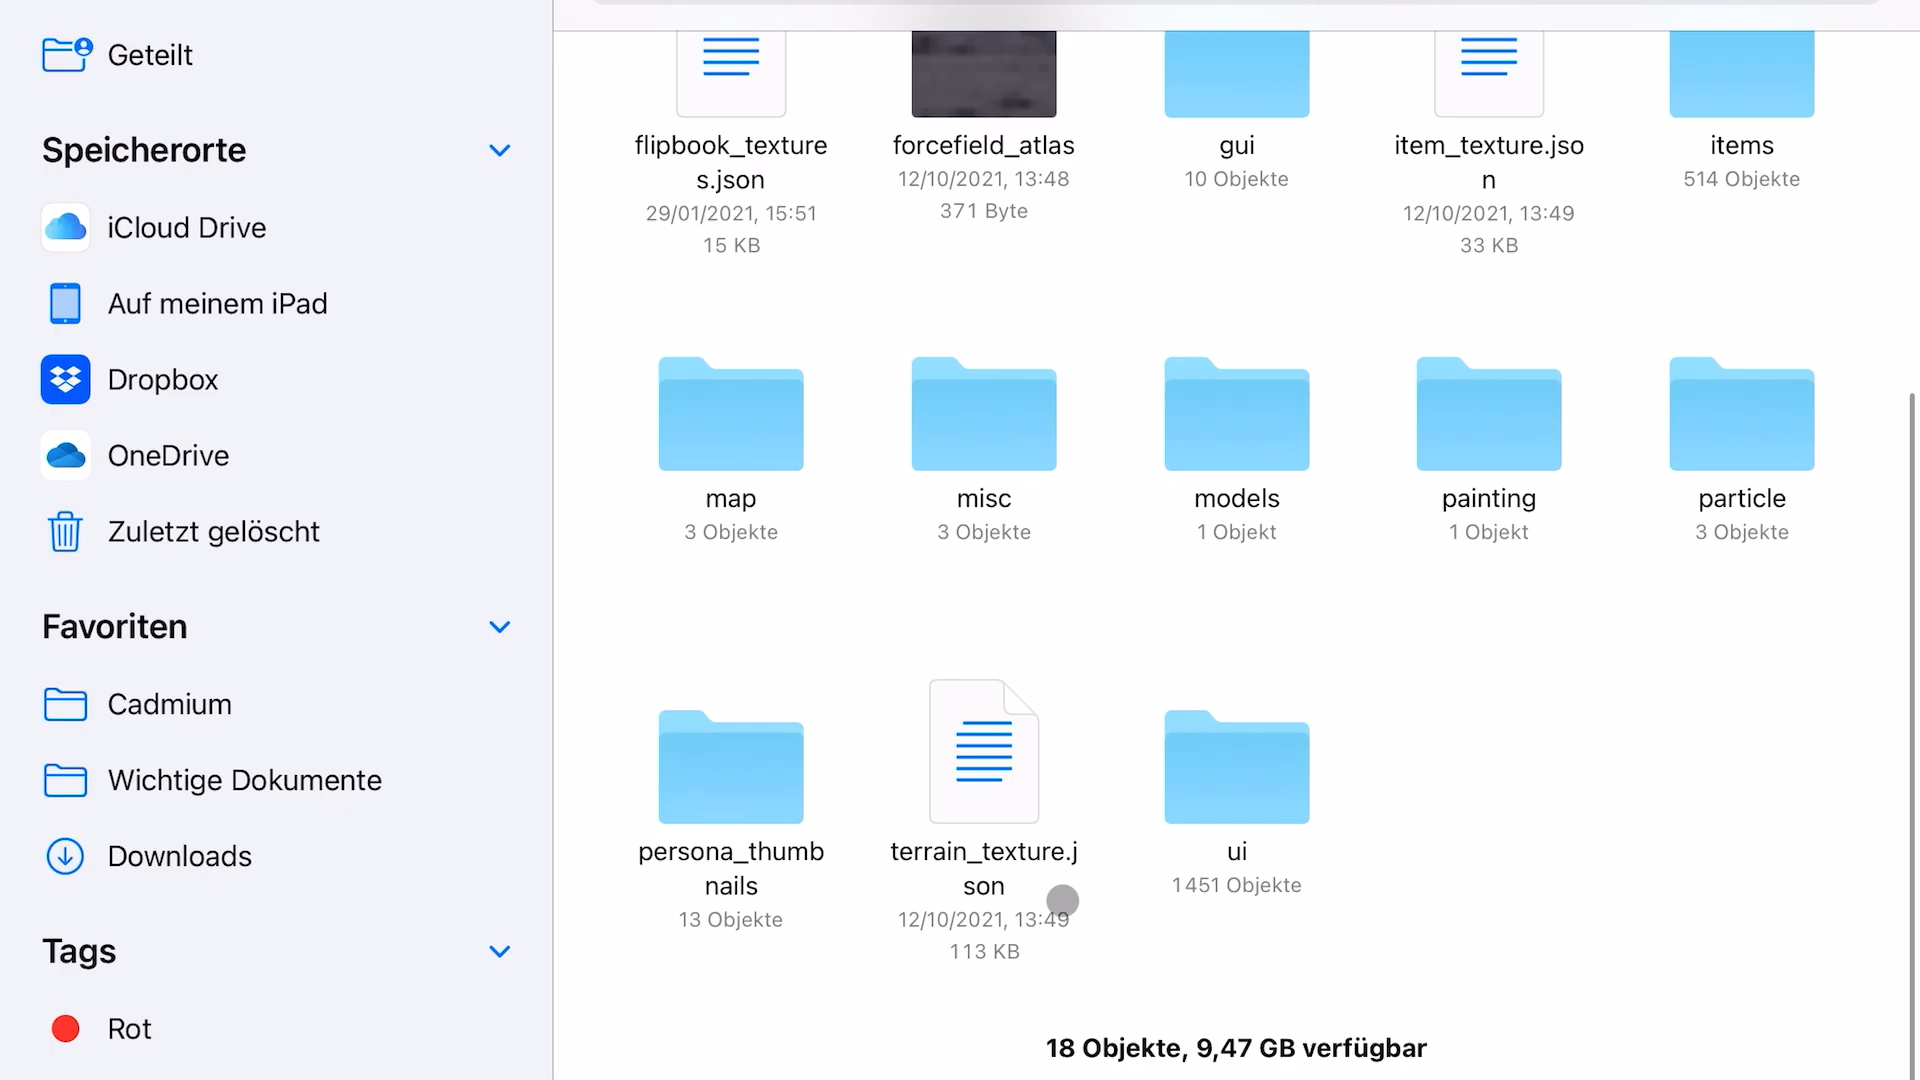 Geteilt
Speicherorte
iCloud Drive
Auf meinem iPad
Dropbox
OneDrive
Zuletzt gelöscht
Favoriten
Cadmium
Wichtige Dokumente
Downloads
Tags
Rot
flipbook_texture
s.json
29/01/2021, 15:51
15 KB
forcefield_atlas
12/10/2021, 13:48
371 Byte
gui
10 Objekte
item_texture.jso
n
12/10/2021, 13:49
33 KB
items
514 Objekte
map
3 Objekte
misc
3 Objekte
models
1 Objekt
painting
1 Objekt
particle
3 Objekte
persona_thumb
nails
13 Objekte
terrain_texture.j
son
12/10/2021, 13:49
113 KB
ui
1451 Objekte
18 Objekte, 9,47 GB verfügbar